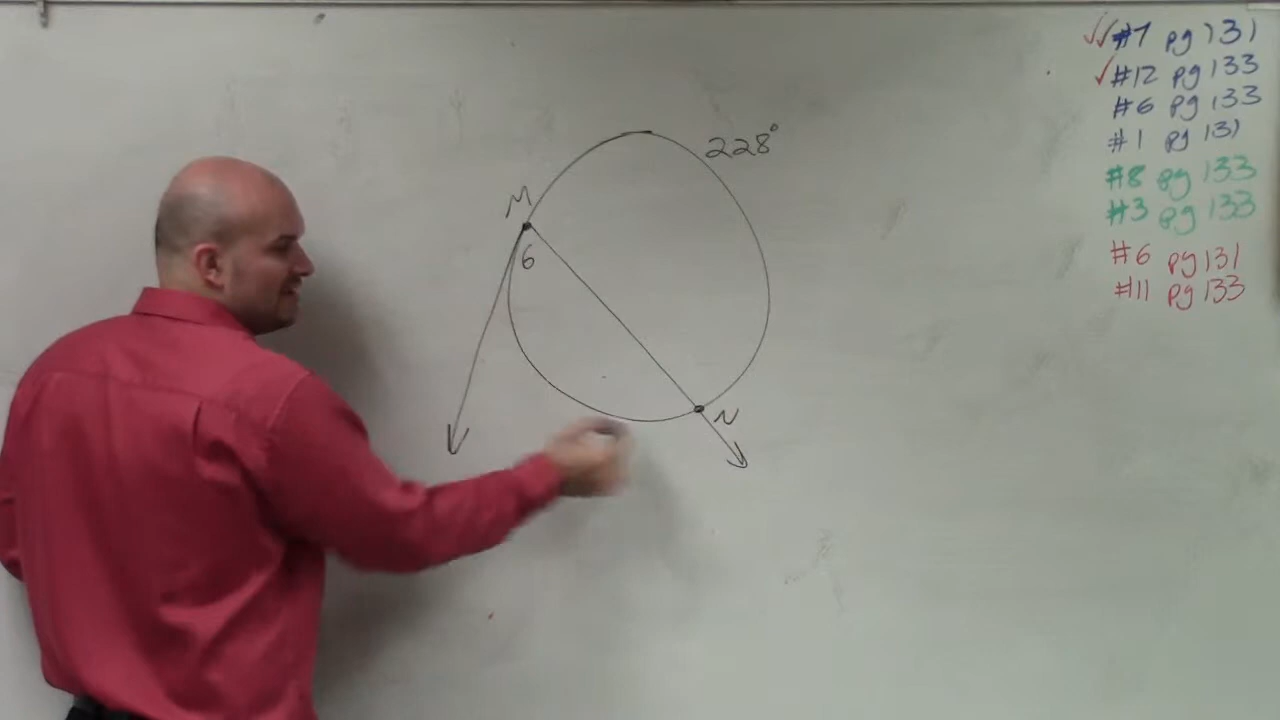 #7 pg 131
#12 pg 133
#6 pg 133
#1 pg 131
#8 pg 133
#3 pg 133
#6 pg 131
#11 pg 133
228°
M
6
N